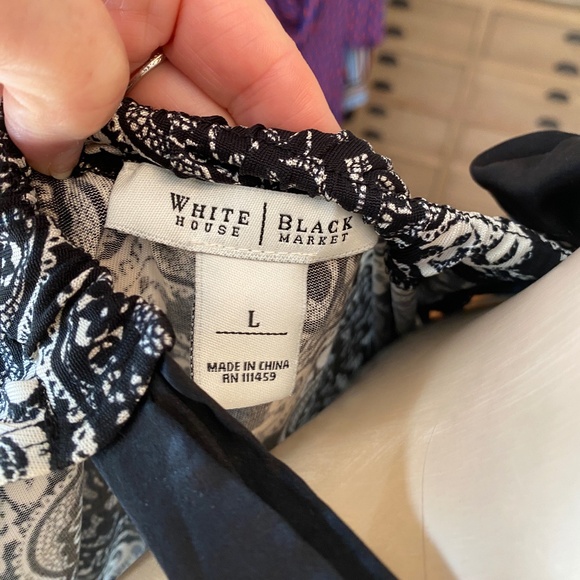 WHITE | BLACK
HOUSE | MARKET
L
MADE IN CHINA
RN 111459